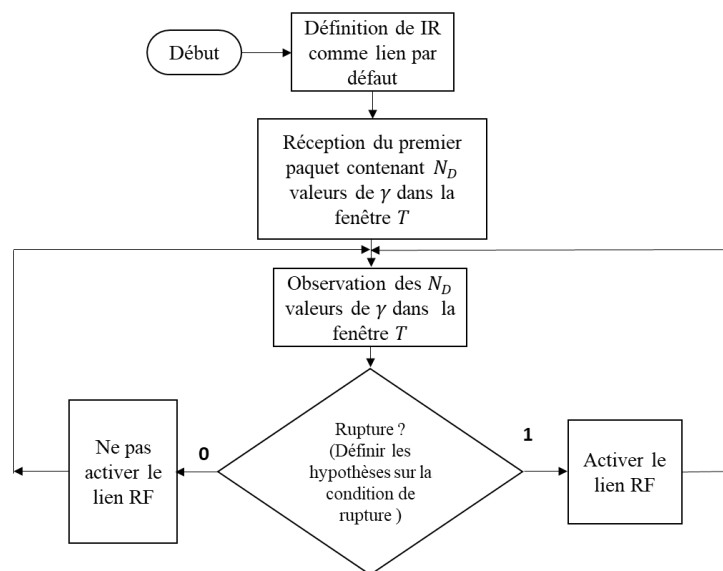 Début
Définition de IR
comme lien par
défaut
Réception du premier
paquet contenant N_D
valeurs de γ dans la
fenêtre T
Observation des N_D
valeurs de γ dans la
fenêtre T
Rupture ?
(Définir les
hypothèses sur la
condition de
rupture )
0
Ne pas
activer le
lien RF
1
Activer le
lien RF